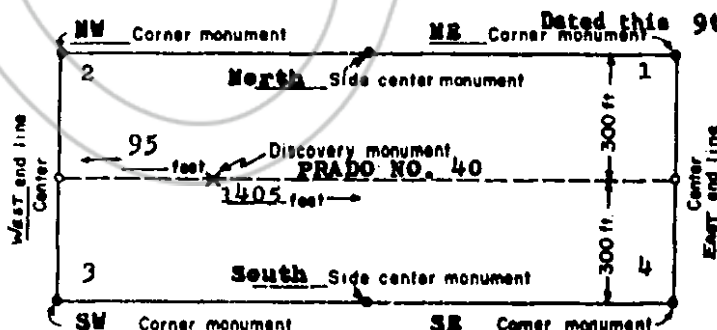 Dated this 9
NW Corner monument NE Corner monument
2 North Side center monument 1
300 ft.
95 feet Discovery monument
PRADO NO. 40
1405 feet
WEST end line
Center
Center
EAST end line
300 ft.
3 South Side center monument 4
SW Corner monument SE Corner monument